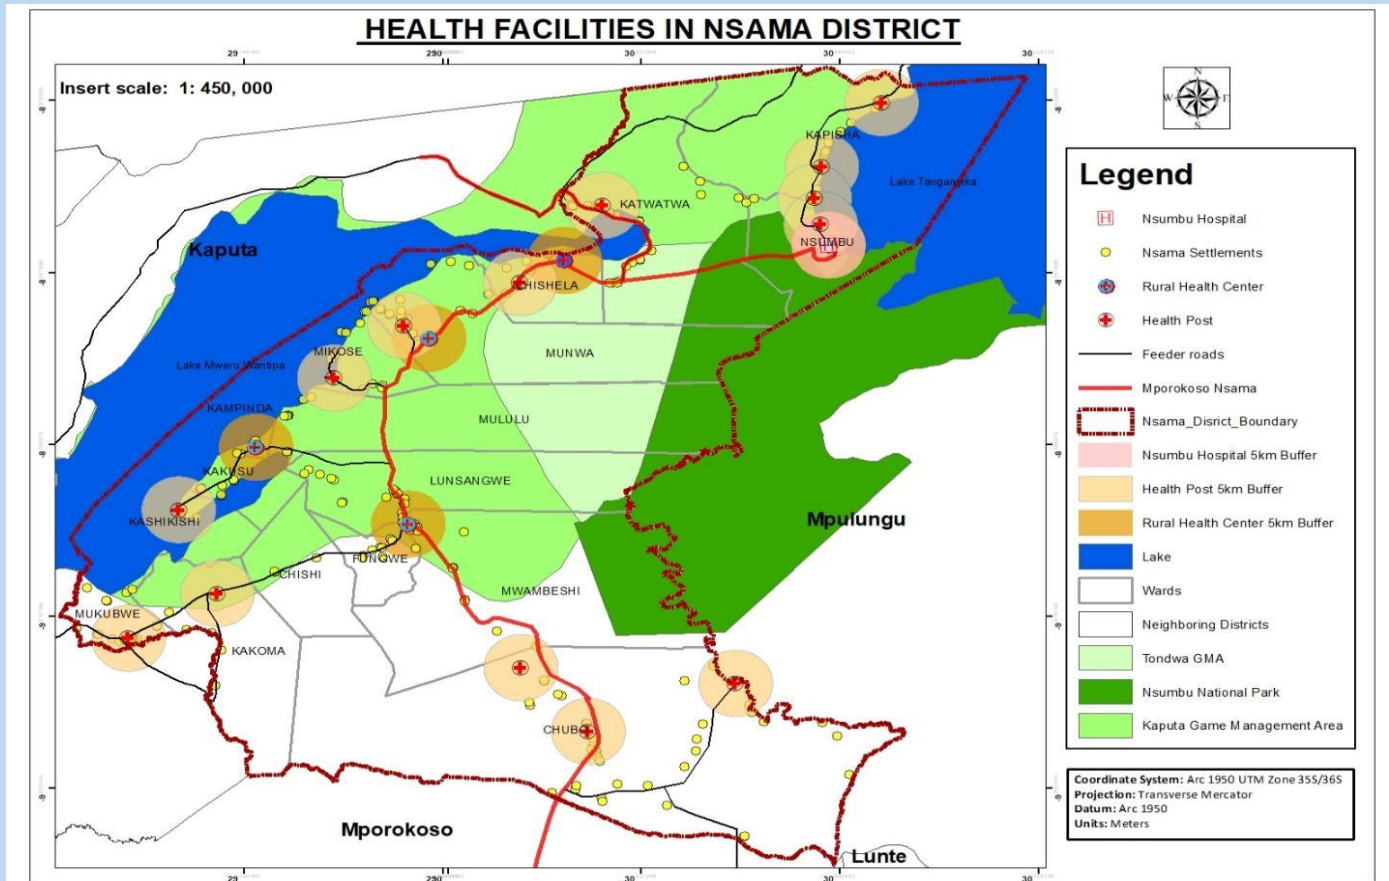 HEALTH FACILITIES IN NSAMA DISTRICT
Insert scale: 1: 450, 000
N
W E
S
KAPISHA
Lake Tanganyika
KATWATWA
Kaputa
NSUMBU
CHISHELA
MIKOSE
MUNWA
Lake Mweru Wantipa
KAMPINDA
MULULU
KAKUSU
LUNSANGWE
KASHIKISHI
Mpulungu
RUNGWE
CHISHI
MWAMBESHI
MUKUBWE
KAKOMA
CHUBO
Mporokoso
Lunte
Legend
H Nsumbu Hospital
Nsama Settlements
Rural Health Center
Health Post
Feeder roads
Mporokoso Nsama
Nsama_Disrict_Boundary
Nsumbu Hospital 5km Buffer
Health Post 5km Buffer
Rural Health Center 5km Buffer
Lake
Wards
Neighboring Districts
Tondwa GMA
Nsumbu National Park
Kaputa Game Management Area
Coordinate System: Arc 1950 UTM Zone 35S/36S
Projection: Transverse Mercator
Datum: Arc 1950
Units: Meters